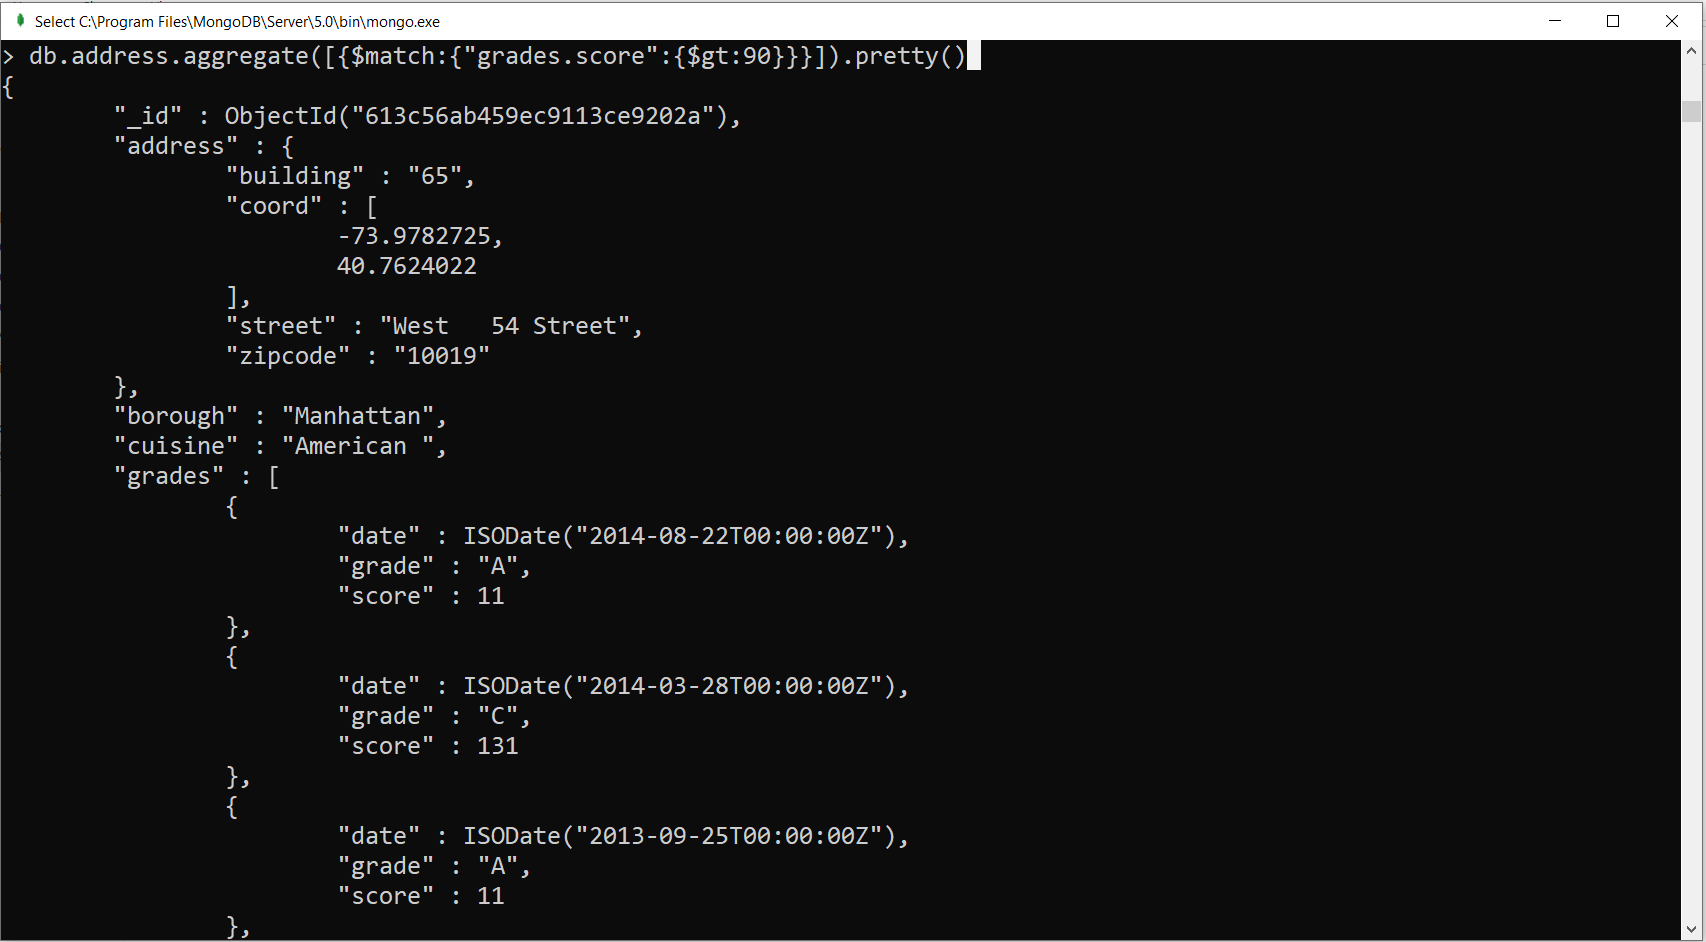 Select C:\Program Files\MongoDB\Server\5.0\bin\mongo.exe
> db.address.aggregate([{$match:{"grades.score":{$gt:90}}}]).pretty()
{
"_id" : ObjectId("613c56ab459ec9113ce9202a"),
"address" : {
"building" : "65",
"coord" : [
-73.9782725,
40.7624022
],
"street" : "West   54 Street",
"zipcode" : "10019"
},
"borough" : "Manhattan",
"cuisine" : "American ",
"grades" : [
{
"date" : ISODate("2014-08-22T00:00:00Z"),
"grade" : "A",
"score" : 11
},
{
"date" : ISODate("2014-03-28T00:00:00Z"),
"grade" : "C",
"score" : 131
},
{
"date" : ISODate("2013-09-25T00:00:00Z"),
"grade" : "A",
"score" : 11
},